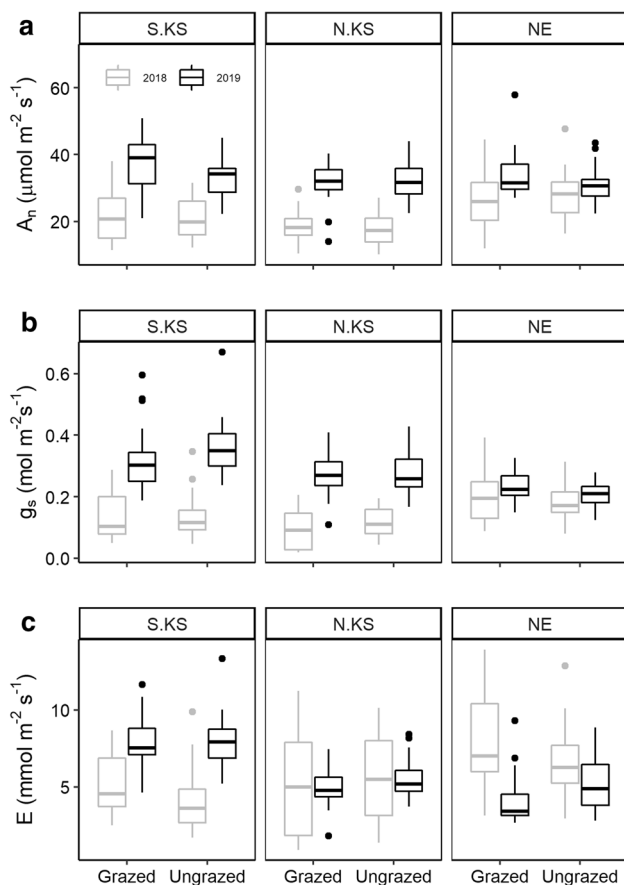 a
S.KS N.KS NE
2018 2019
Aₙ (μmol m⁻² s⁻¹)
60
40
20
b
S.KS N.KS NE
gₛ (mol m⁻²s⁻¹)
0.6
0.4
0.2
0.0
c
S.KS N.KS NE
E (mmol m⁻² s⁻¹)
10
5
Grazed Ungrazed Grazed Ungrazed Grazed Ungrazed